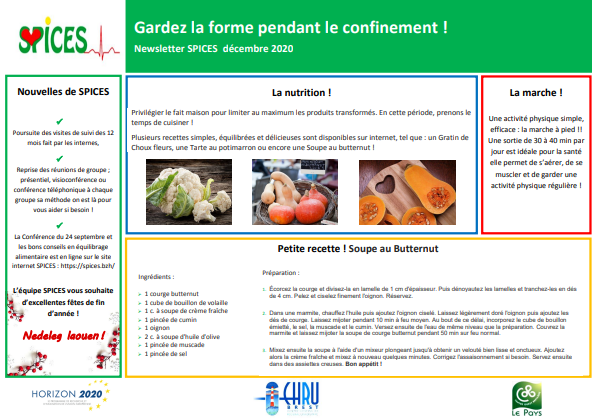 SPICES
Gardez la forme pendant le confinement !
Newsletter SPICES décembre 2020
Nouvelles de SPICES
✔
Poursuite des visites de suivi des 12
mois fait par les internes,
✔
Reprise des réunions de groupe ;
présentiel, visioconférence ou
conférence téléphonique à chaque
groupe sa méthode on est là pour
vous aider si besoin !
✔
La Conférence du 24 septembre et
les bons conseils en équilibrage
alimentaire est en ligne sur le site
internet SPICES : https://spices.bzh/
L'équipe SPICES vous souhaite
d'excellentes fêtes de fin
d'année !
Nedeleg laouen !
La nutrition !
Privilégier le fait maison pour limiter au maximum les produits transformés. En cette période, prenons le
temps de cuisiner !
Plusieurs recettes simples, équilibrées et délicieuses sont disponibles sur internet, tel que : un Gratin de
Choux fleurs, une Tarte au potimarron ou encore une Soupe au butternut !
La marche !
Une activité physique simple,
efficace : la marche à pied !!
Une sortie de 30 à 40 min par
jour est idéale pour la santé
elle permet de s'aérer, de se
muscler et de garder une
activité physique régulière !
Petite recette ! Soupe au Butternut
Ingrédients :
➢ 1 courge butternut
➢ 1 cube de bouillon de volaille
➢ 1 c. à soupe de crème fraîche
➢ 1 pincée de cumin
➢ 1 oignon
➢ 2 c. à soupe d'huile d'olive
➢ 1 pincée de muscade
➢ 1 pincée de sel
Préparation :
1. Écorcez la courge et divisez-la en lamelle de 1 cm d'épaisseur. Puis dénoyautez les lamelles et tranchez-les en dés
de 4 cm. Pelez et ciselez finement l'oignon. Réservez.
2. Dans une marmite, chauffez l'huile puis ajoutez l'oignon ciselé. Laissez légèrement doré l'oignon puis ajoutez les
dés de courge. Laissez mijoter pendant 10 min à feu moyen. Au bout de ce délai, incorporez le cube de bouillon
émietté, le sel, la muscade et le cumin. Versez ensuite de l'eau de même niveau que la préparation. Couvrez la
marmite et laissez mijoter la soupe de courge butternut pendant 50 min sur feu normal.
3. Mixez ensuite la soupe à l'aide d'un mixeur plongeant jusqu'à obtenir un velouté bien lisse et onctueux. Ajoutez
alors la crème fraîche et mixez à nouveau quelques minutes. Corrigez l'assaisonnement si besoin. Servez ensuite
dans des assiettes creuses. Bon appétit !
HORIZON 2020
CHRU
BREST
Le Pays